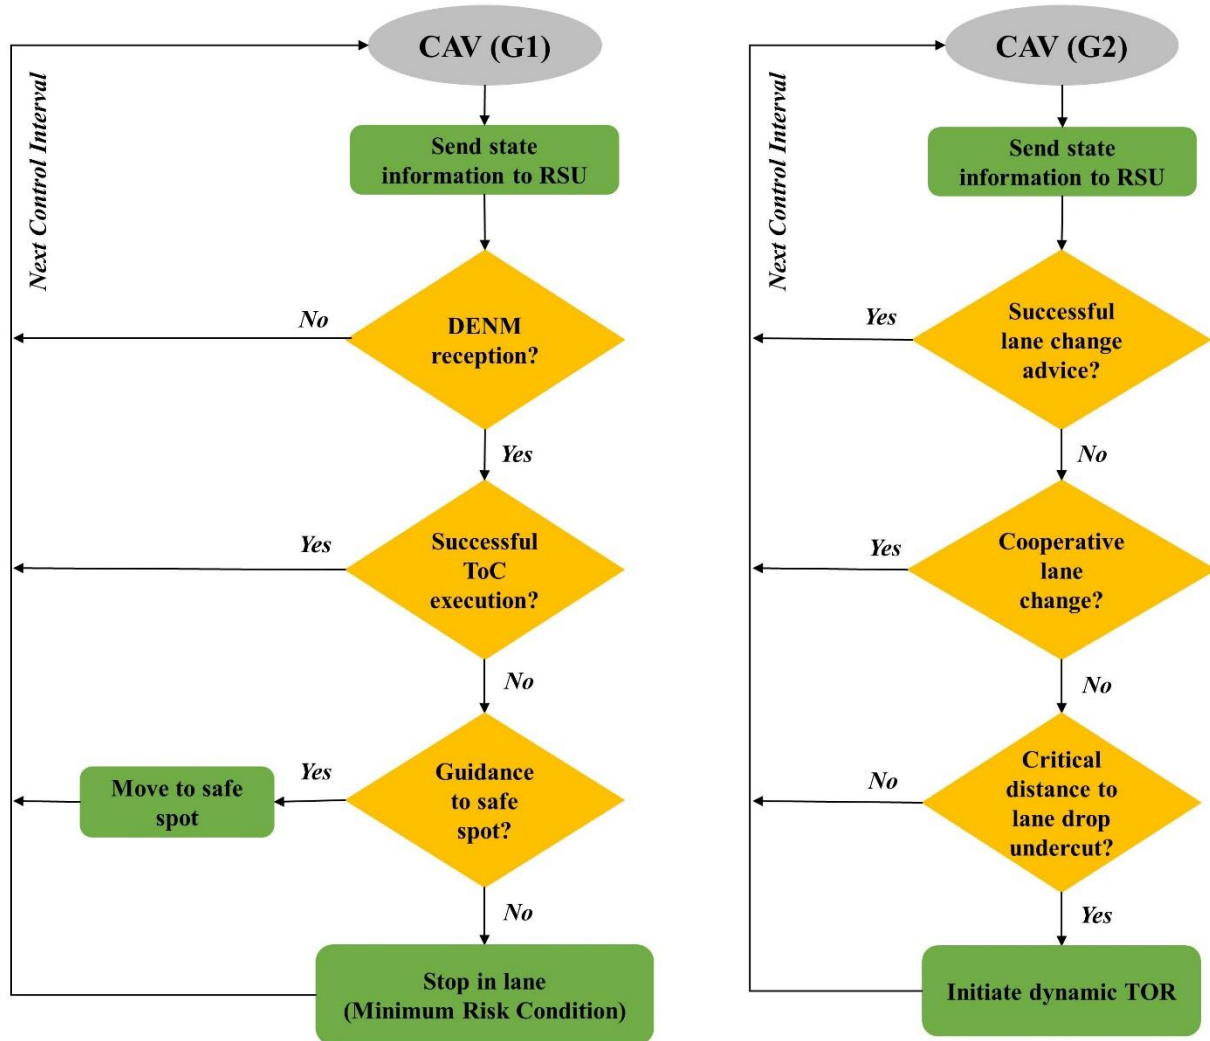 CAV (G1)
Next Control Interval
Send state
information to RSU
No
DENM
reception?
Yes
Yes
Successful
ToC
execution?
No
Move to safe
spot
Yes
Guidance
to safe
spot?
No
Stop in lane
(Minimum Risk Condition)
CAV (G2)
Next Control Interval
Send state
information to RSU
Yes
Successful
lane change
advice?
No
Yes
Cooperative
lane
change?
No
No
Critical
distance to
lane drop
undercut?
Yes
Initiate dynamic TOR